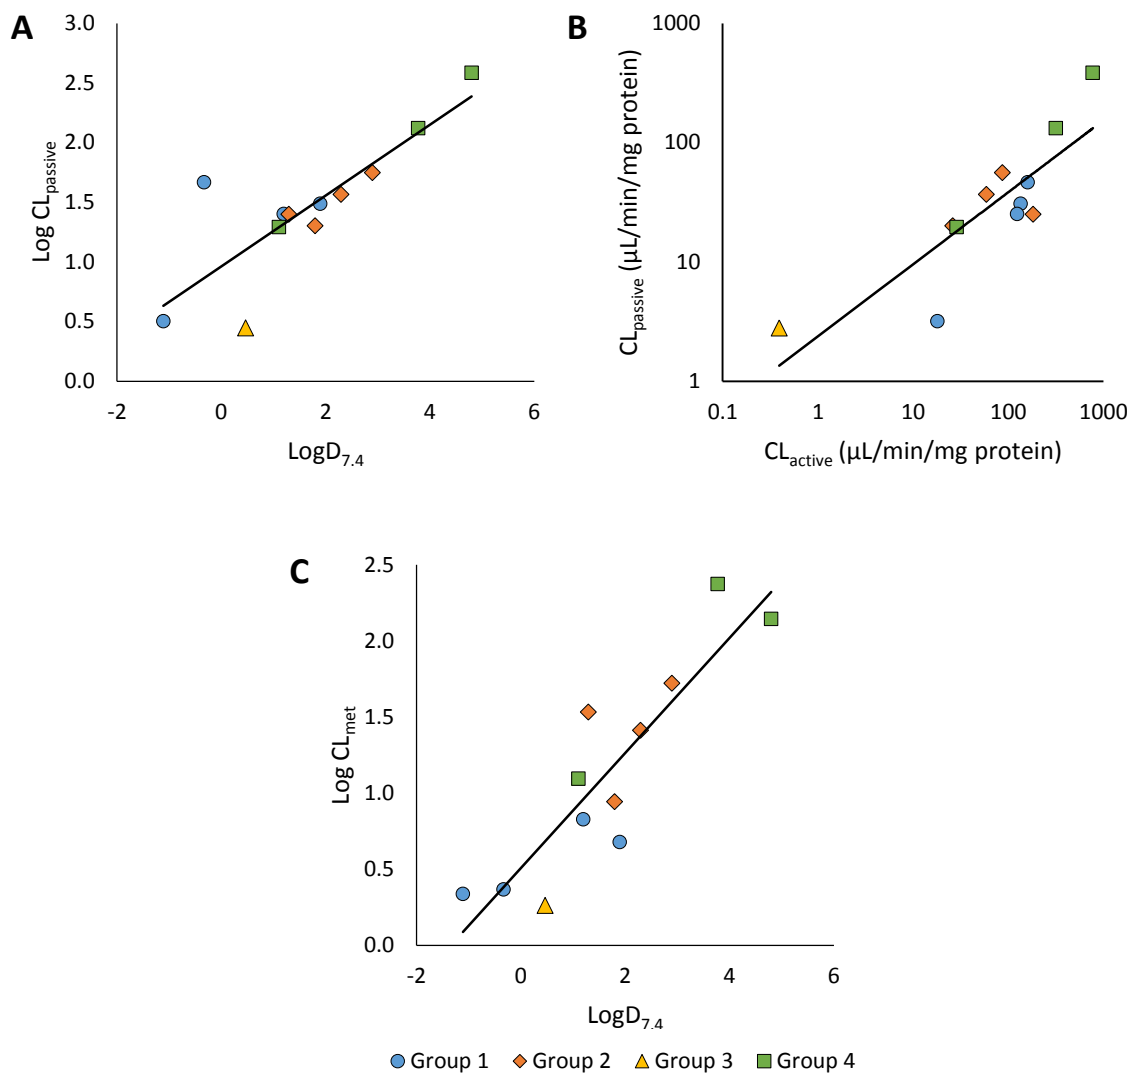 A
3.0
2.5
2.0
1.5
1.0
0.5
0.0
Log CLpassive
-2 0 2 4 6
LogD7.4
B
1000
100
10
1
CLpassive (µL/min/mg protein)
0.1 1 10 100 1000
CLactive (µL/min/mg protein)
C
2.5
2.0
1.5
1.0
0.5
0.0
Log CLmet
-2 0 2 4 6
LogD7.4
Group 1 Group 2 Group 3 Group 4